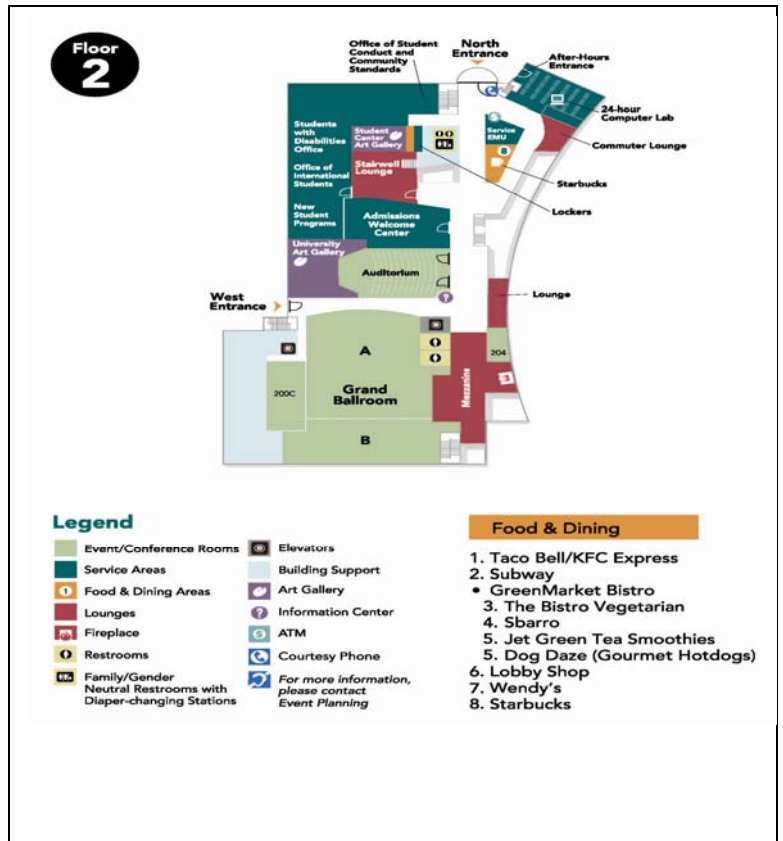 Floor
2
Office of Student
Conduct and
Community
Standards
North
Entrance
After-Hours
Entrance
24-hour
Computer Lab
Commuter Lounge
Students
with
Disabilities
Office
Student
Center
Art Gallery
Service
EMU
8
Starbucks
Stairwell
Lounge
Office of
International
Students
Lockers
New
Student
Programs
Admissions
Welcome
Center
University
Art Gallery
Auditorium
?
Lounge
West
Entrance
A
204
Mezzanine
200C
Grand
Ballroom
B
Legend
Event/Conference Rooms
Service Areas
1 Food & Dining Areas
Lounges
Fireplace
Restrooms
Family/Gender
Neutral Restrooms with
Diaper-changing Stations
Elevators
Building Support
Art Gallery
? Information Center
$ ATM
Courtesy Phone
For more information,
please contact
Event Planning
Food & Dining
1. Taco Bell/KFC Express
2. Subway
• GreenMarket Bistro
3. The Bistro Vegetarian
4. Sbarro
5. Jet Green Tea Smoothies
5. Dog Daze (Gourmet Hotdogs)
6. Lobby Shop
7. Wendy's
8. Starbucks